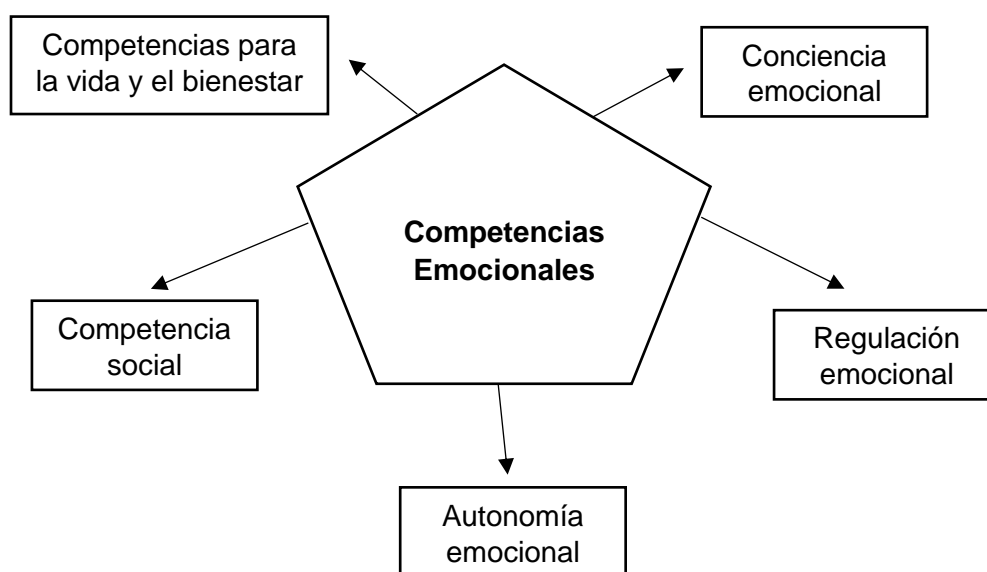 Competencias para
la vida y el bienestar
Conciencia
emocional
Competencias
Emocionales
Competencia
social
Regulación
emocional
Autonomía
emocional